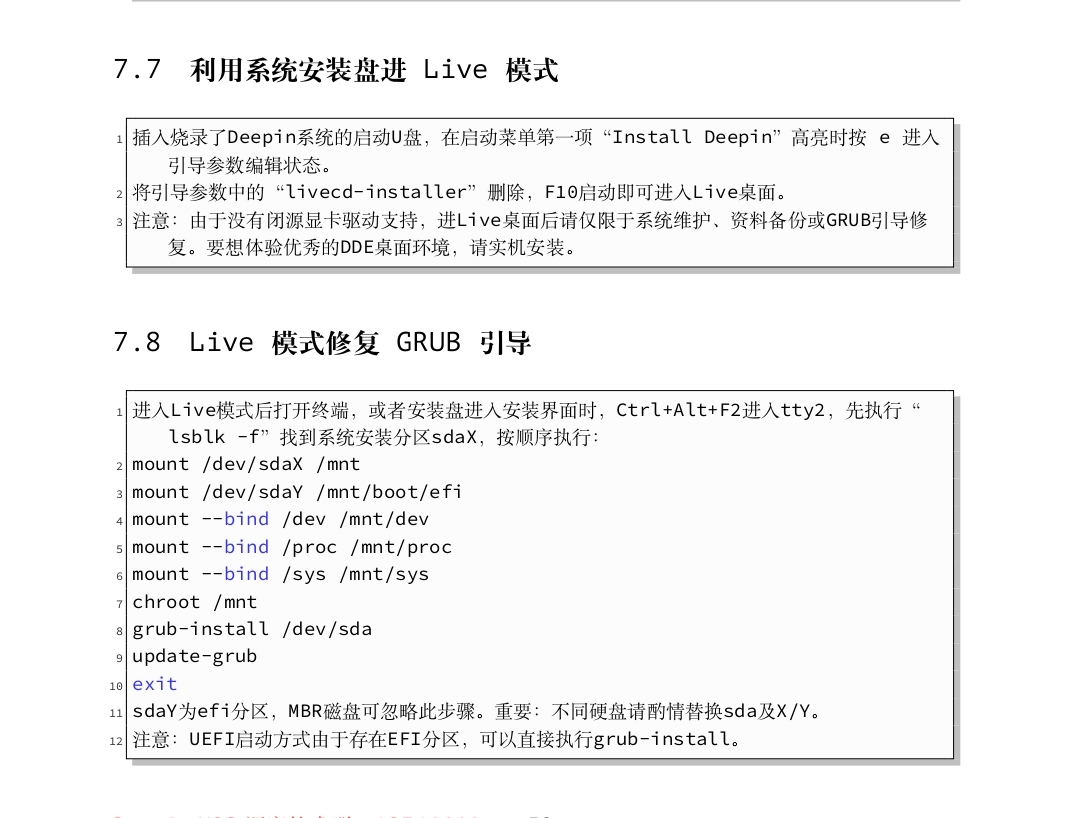 7.7 利用系统安装盘进 Live 模式
1 插入烧录了Deepin系统的启动U盘，在启动菜单第一项“Install Deepin”高亮时按 e 进入
引导参数编辑状态。
2 将引导参数中的“livecd-installer”删除，F10启动即可进入Live桌面。
3 注意：由于没有闭源显卡驱动支持，进Live桌面后请仅限于系统维护、资料备份或GRUB引导修
复。要想体验优秀的DDE桌面环境，请实机安装。
7.8 Live 模式修复 GRUB 引导
1 进入Live模式后打开终端，或者安装盘进入安装界面时，Ctrl+Alt+F2进入tty2，先执行“
lsblk -f”找到系统安装分区sdaX，按顺序执行：
2 mount /dev/sdaX /mnt
3 mount /dev/sdaY /mnt/boot/efi
4 mount --bind /dev /mnt/dev
5 mount --bind /proc /mnt/proc
6 mount --bind /sys /mnt/sys
7 chroot /mnt
8 grub-install /dev/sda
9 update-grub
10 exit
11 sdaY为efi分区，MBR磁盘可忽略此步骤。重要：不同硬盘请酌情替换sda及X/Y。
12 注意：UEFI启动方式由于存在EFI分区，可以直接执行grub-install。